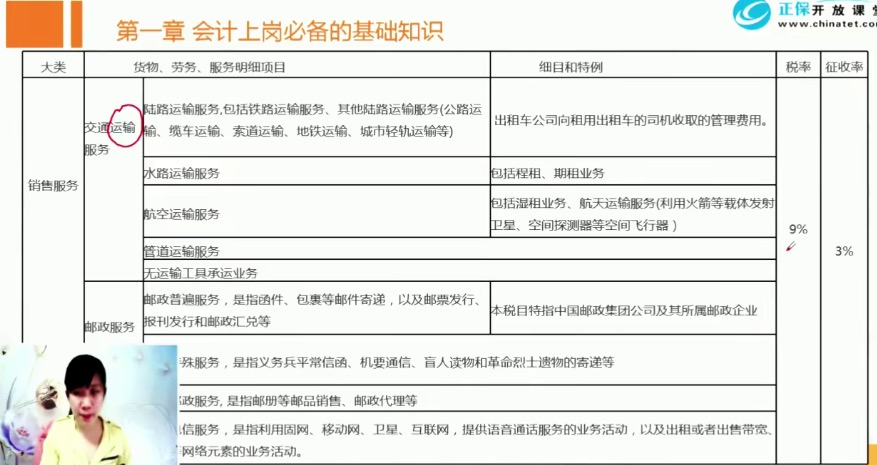 第一章 会计上岗必备的基础知识
正保开放课堂
www.chinatet.c
大类 货物、劳务、服务明细项目 细目和特例 税率 征收率
销售服务
交通运输
服务
陆路运输服务,包括铁路运输服务、其他陆路运输服务(公路运
输、缆车运输、索道运输、地铁运输、城市轻轨运输等)
出租车公司向租用出租车的司机收取的管理费用。
水路运输服务
包括程租、期租业务
航空运输服务
包括湿租业务、航天运输服务(利用火箭等载体发射
卫星、空间探测器等空间飞行器 )
管道运输服务
无运输工具承运业务
9%
3%
邮政服务
邮政普遍服务，是指函件、包裹等邮件寄递，以及邮票发行、
报刊发行和邮政汇兑等
本税目特指中国邮政集团公司及其所属邮政企业
殊服务，是指义务兵平常信函、机要通信、盲人读物和革命烈士遗物的寄递等
政服务, 是指邮册等邮品销售、邮政代理等
信服务，是指利用固网、移动网、卫星、互联网，提供语音通话服务的业务活动，以及出租或者出售带宽、
网络元素的业务活动。